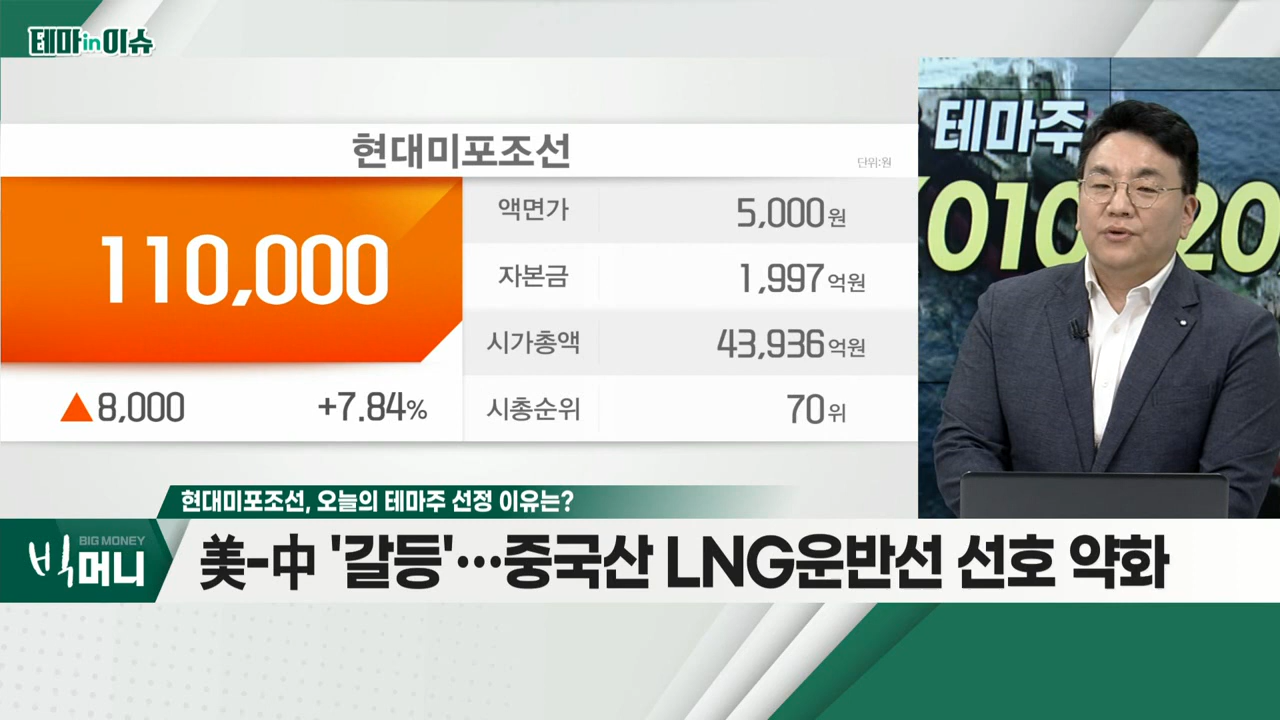 테마in이슈
현대미포조선
단위:원
110,000
▲8,000 +7.84%
액면가 5,000원
자본금 1,997억원
시가총액 43,936억원
시총순위 70위
테마주
010 20
현대미포조선, 오늘의 테마주 선정 이유는?
BIG MONEY
빅머니
美-中 '갈등'…중국산 LNG운반선 선호 약화